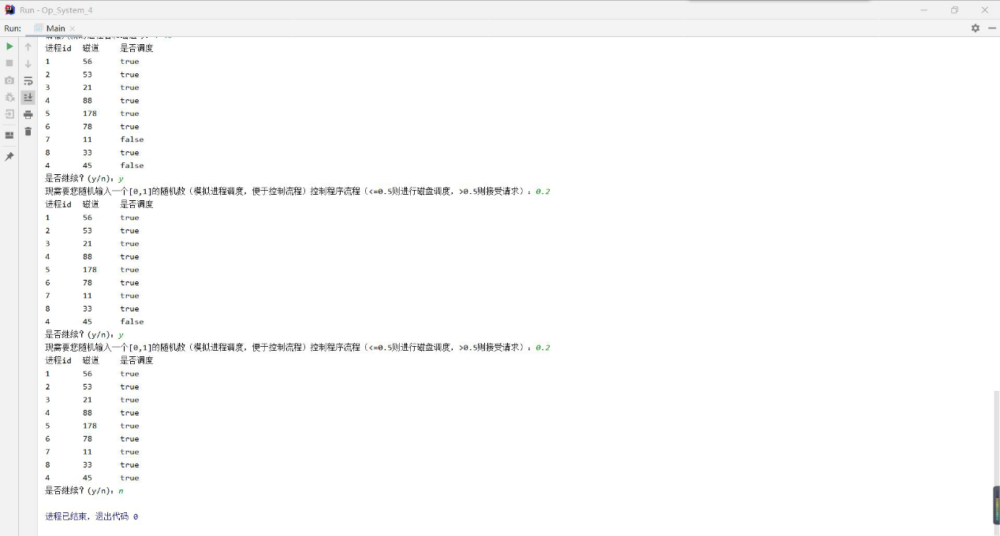 Run - Op_System_4
Run: Main
进程id 磁道 是否调度
1 56 true
2 53 true
3 21 true
4 88 true
5 178 true
6 78 true
7 11 false
8 33 true
4 45 false
是否继续？(y/n)：y
现需要您随机输入一个[0,1]的随机数（模拟进程调度，便于控制流程）控制程序流程（<=0.5则进行磁盘调度，>0.5则接受请求）：0.2
进程id 磁道 是否调度
1 56 true
2 53 true
3 21 true
4 88 true
5 178 true
6 78 true
7 11 true
8 33 true
4 45 false
是否继续？(y/n)：y
现需要您随机输入一个[0,1]的随机数（模拟进程调度，便于控制流程）控制程序流程（<=0.5则进行磁盘调度，>0.5则接受请求）：0.2
进程id 磁道 是否调度
1 56 true
2 53 true
3 21 true
4 88 true
5 178 true
6 78 true
7 11 true
8 33 true
4 45 true
是否继续？(y/n)：n
进程已结束，退出代码 0